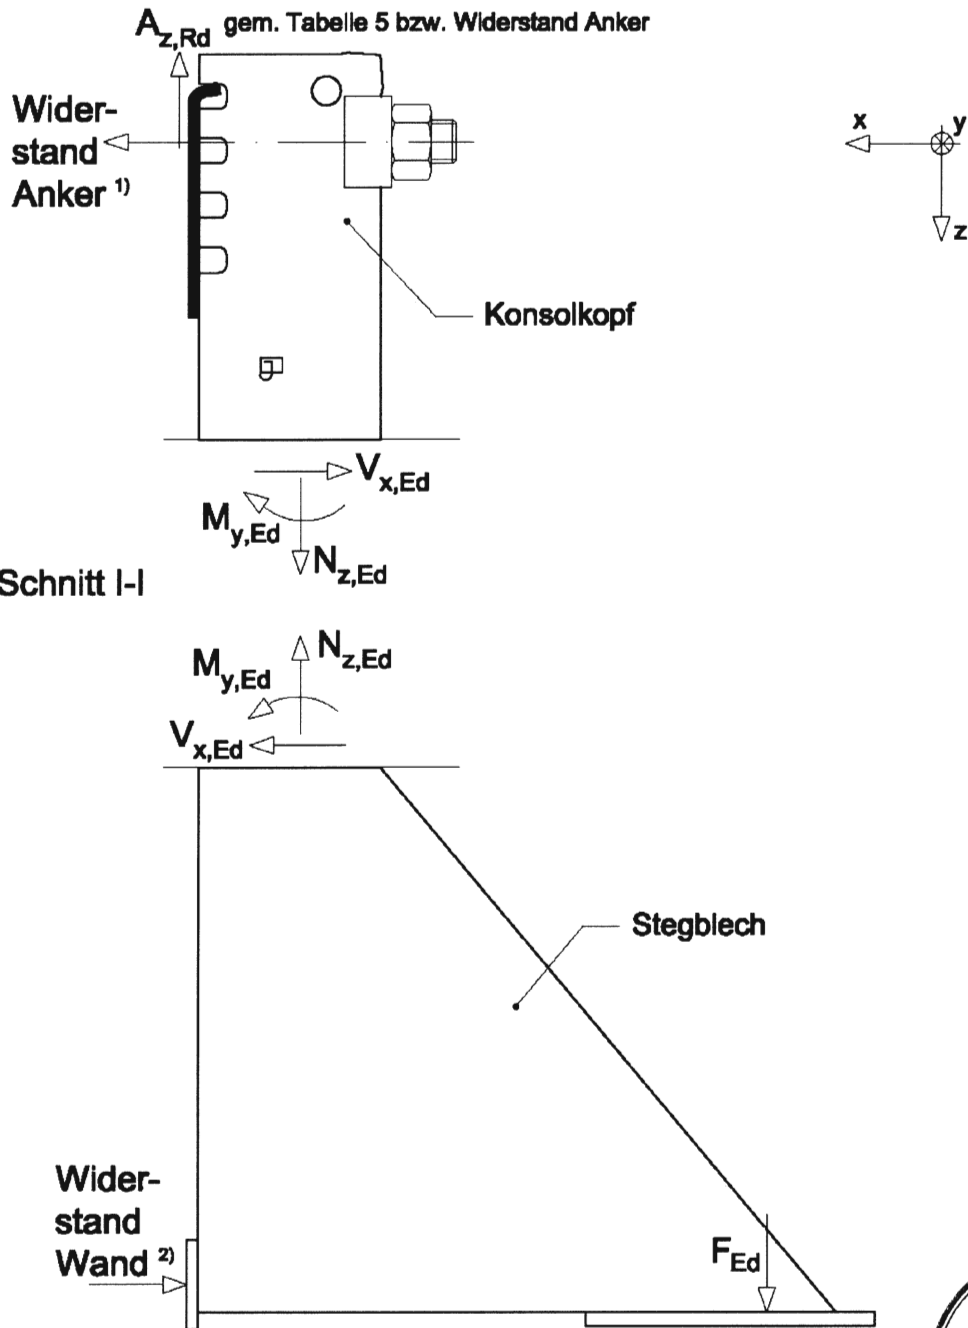 A_z,Rd gem. Tabelle 5 bzw. Widerstand Anker
Wider-
stand
Anker 1)
x
y
z
Konsolkopf
V_x,Ed
M_y,Ed
N_z,Ed
Schnitt I-I
N_z,Ed
M_y,Ed
V_x,Ed
Stegblech
Wider-
stand
Wand 2)
F_Ed